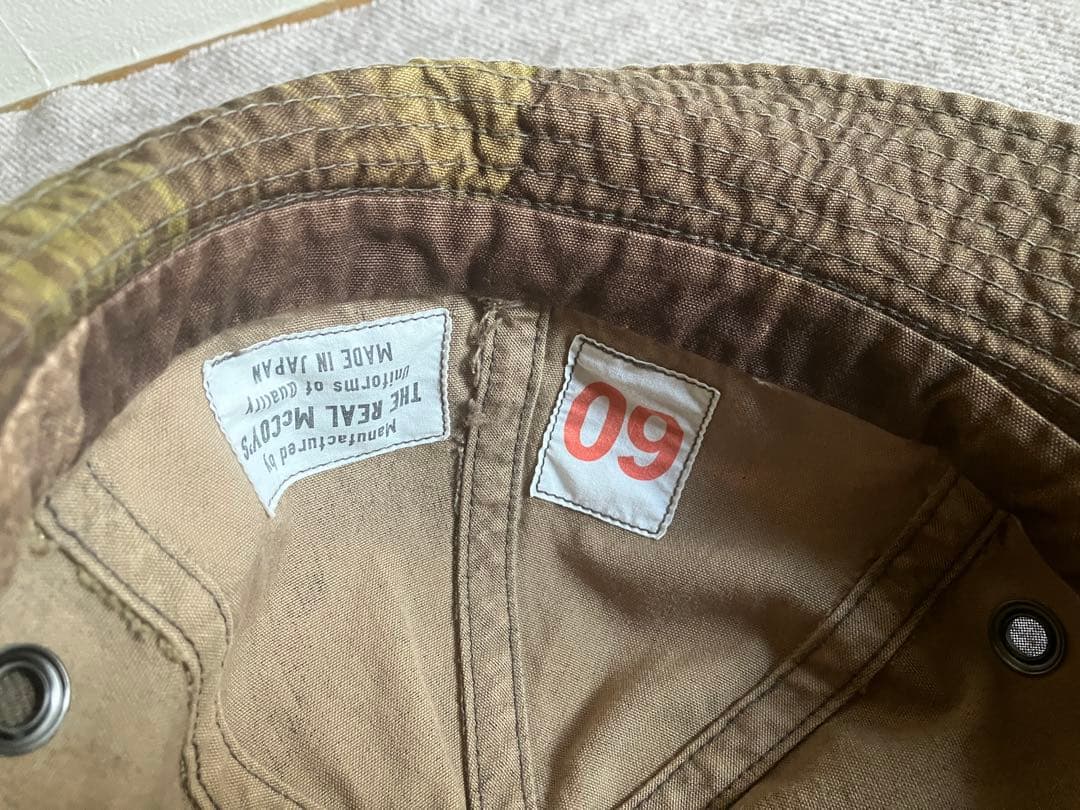 Manufactured by
THE REAL McCOY'S
uniforms of quality
MADE IN JAPAN
60